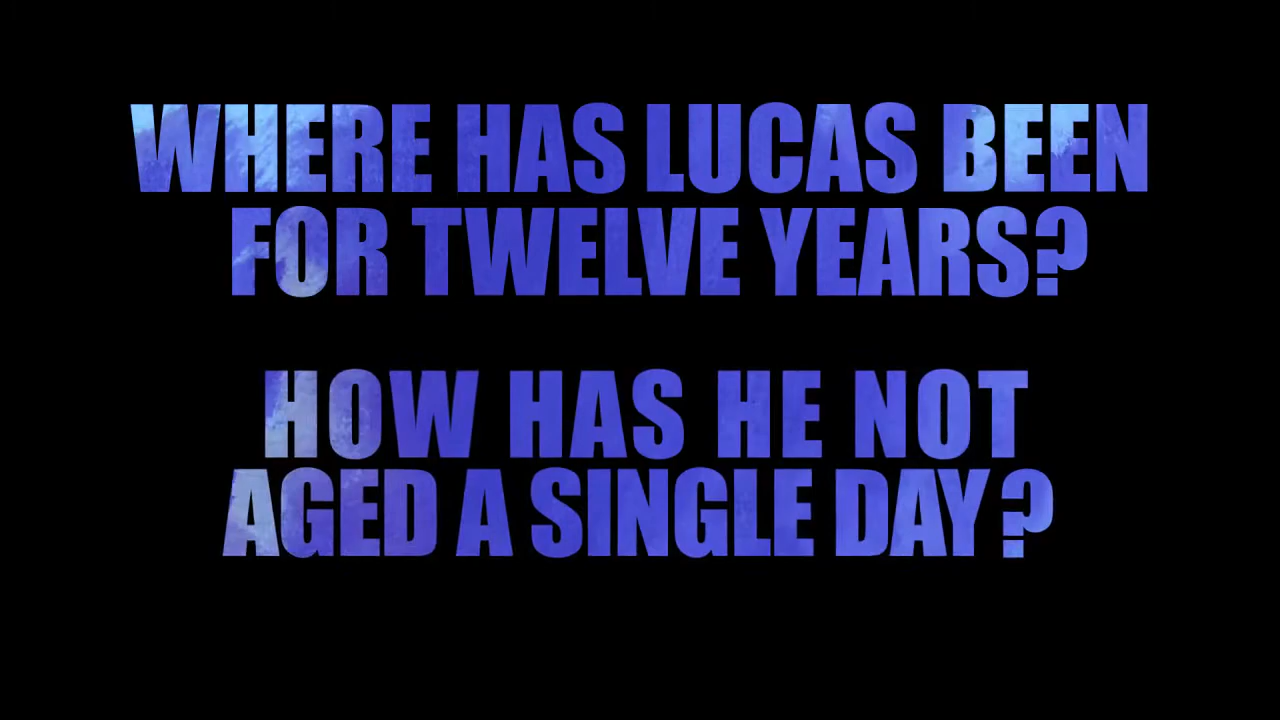 WHERE HAS LUCAS BEEN
FOR TWELVE YEARS?
HOW HAS HE NOT
AGED A SINGLE DAY?